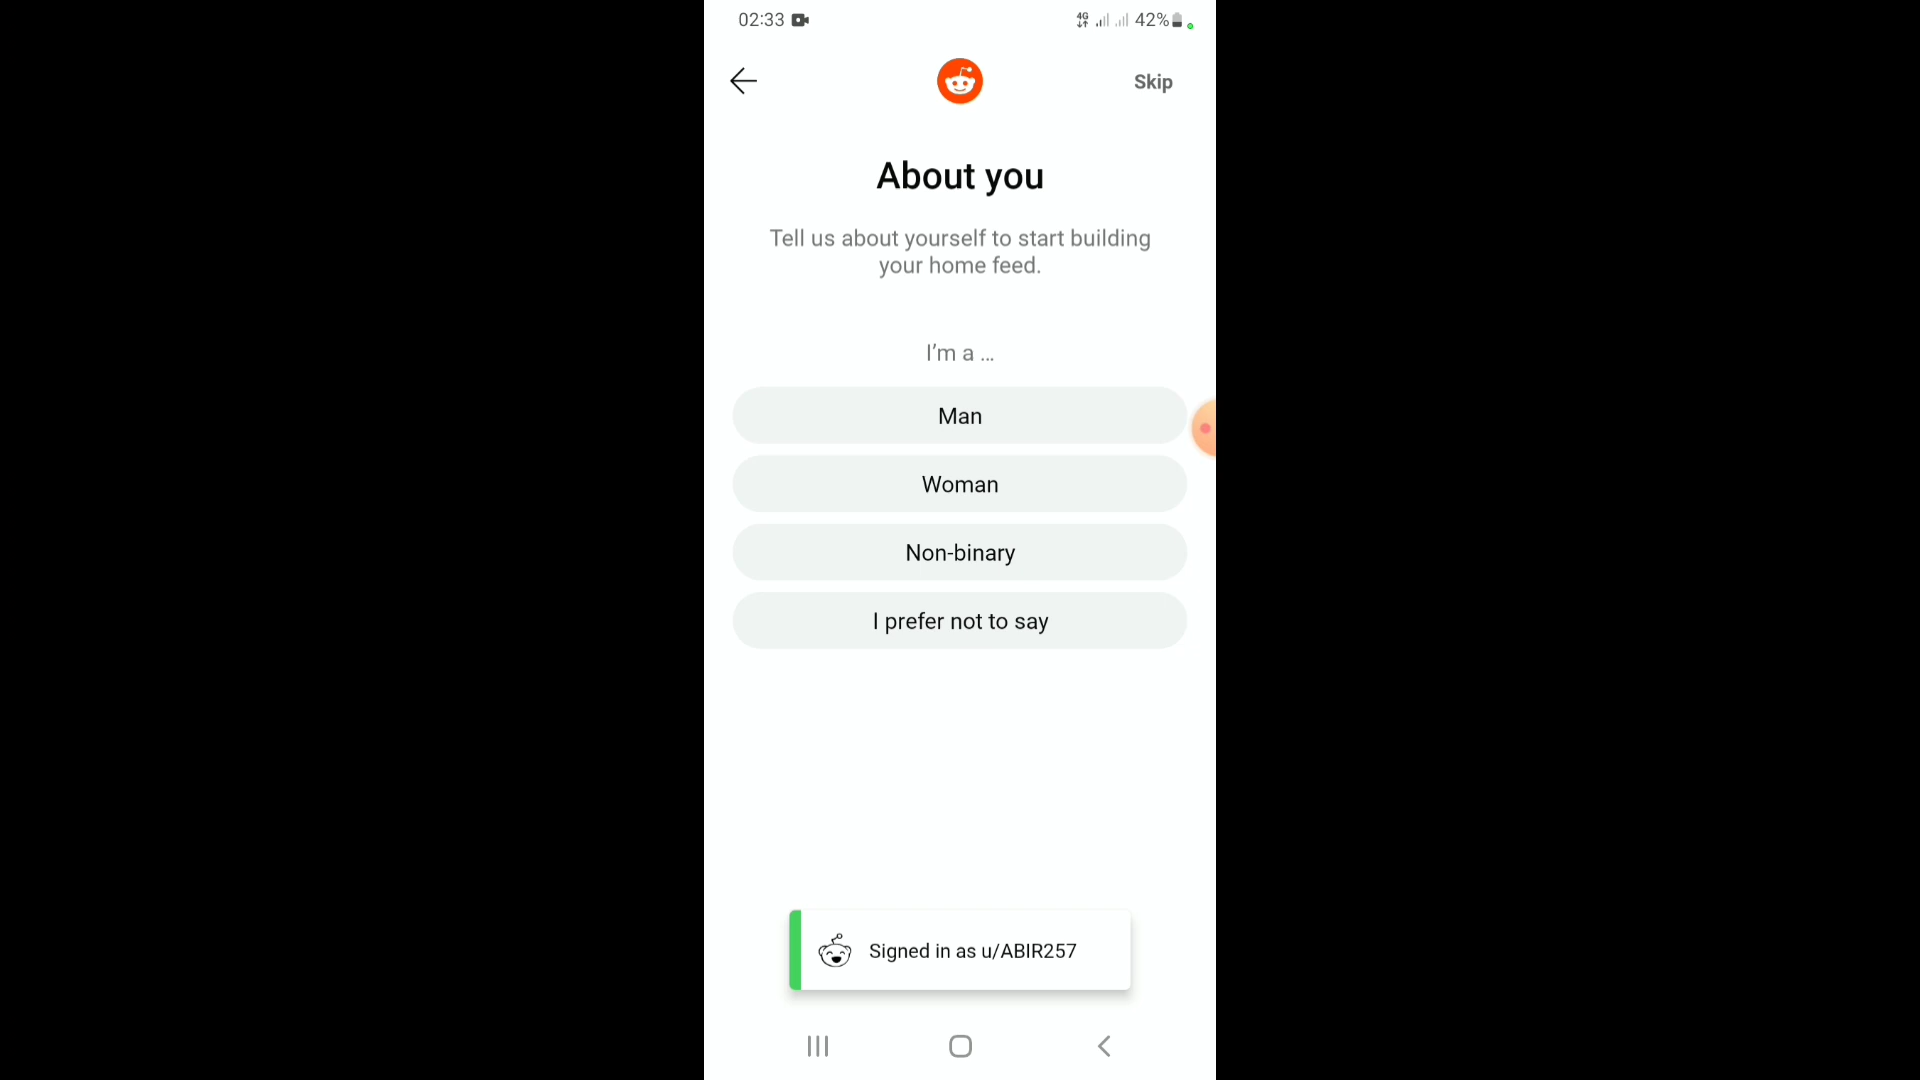 02:33
4G 42%
Skip
About you
Tell us about yourself to start building
your home feed.
I’m a ...
Man
Woman
Non-binary
I prefer not to say
Signed in as u/ABIR257